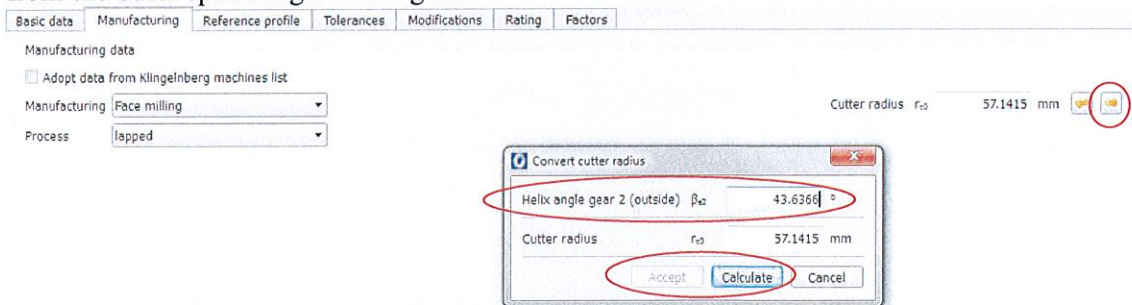 Basic data Manufacturing Reference profile Tolerances Modifications Rating Factors
Manufacturing data
Adopt data from Klingelnberg machines list
Manufacturing Face milling Cutter radius rc0 57.1415 mm
Process lapped
Convert cutter radius
Helix angle gear 2 (outside) βe2 43.6366 °
Cutter radius rc0 57.1415 mm
Accept Calculate Cancel